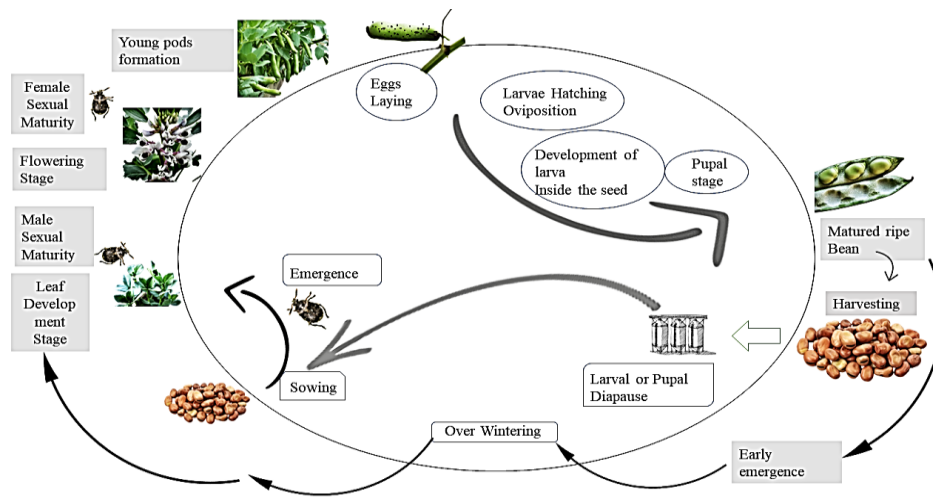 Young pods
formation
Female
Sexual
Maturity
Flowering
Stage
Male
Sexual
Maturity
Leaf
Develop
ment
Stage
Eggs
Laying
Larvae Hatching
Oviposition
Development of
larva
Inside the seed
Pupal
stage
Matured ripe
Bean
Harvesting
Emergence
Sowing
Larval or Pupal
Diapause
Over Wintering
Early
emergence